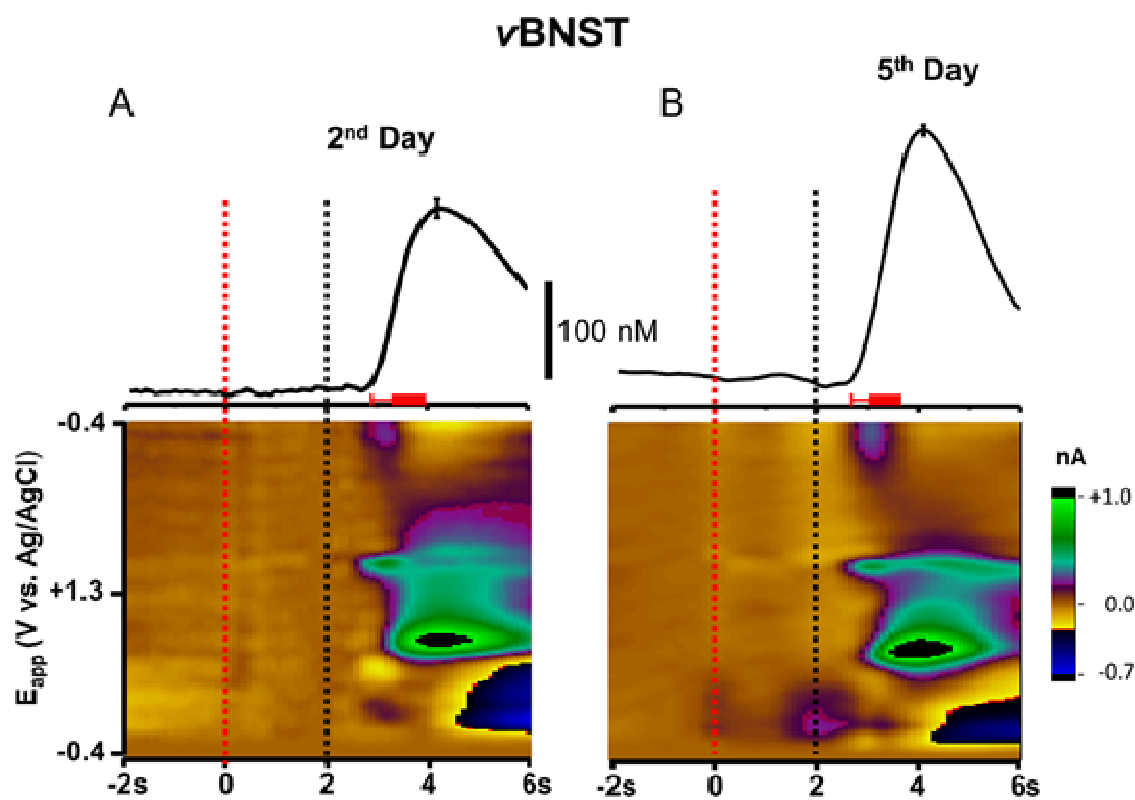 vBNST
A
2nd Day
B
5th Day
100 nM
-0.4
+1.3
-0.4
Eapp (V vs. Ag/AgCl)
-2s 0 2 4 6s
-2s 0 2 4 6s
nA
+1.0
0.0
-0.7